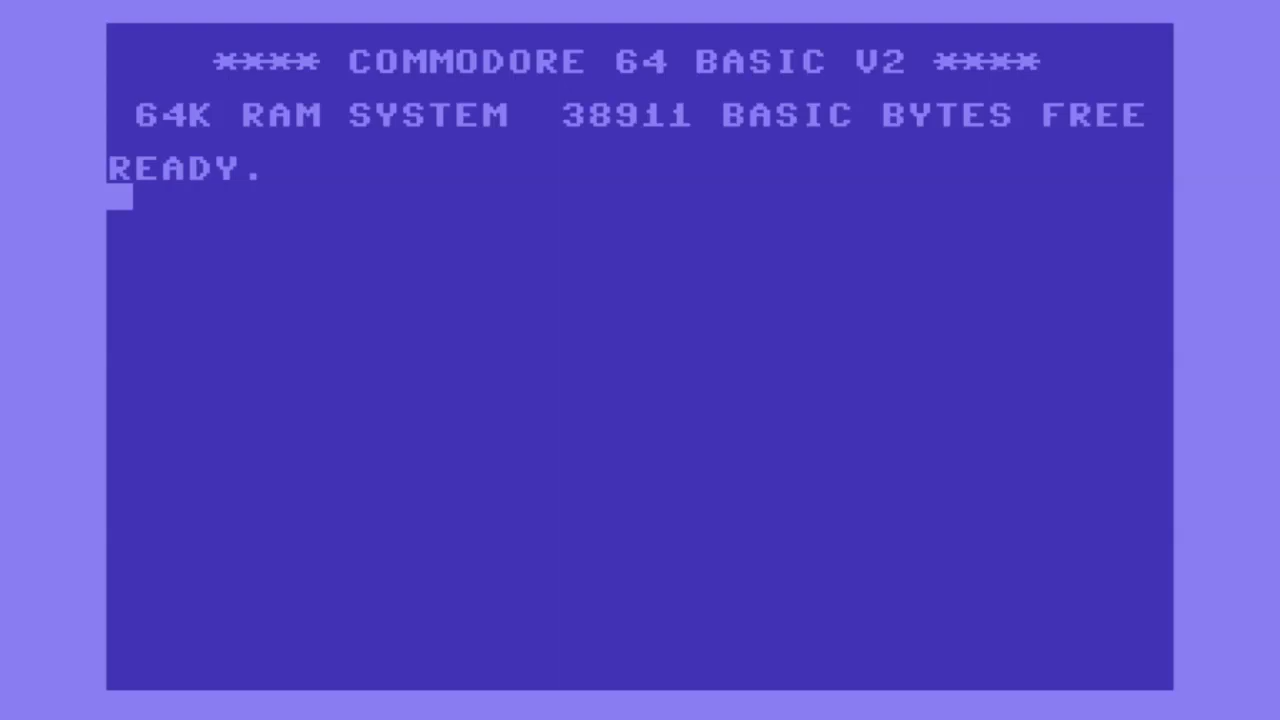 **** COMMODORE 64 BASIC V2 ****
64K RAM SYSTEM  38911 BASIC BYTES FREE
READY.